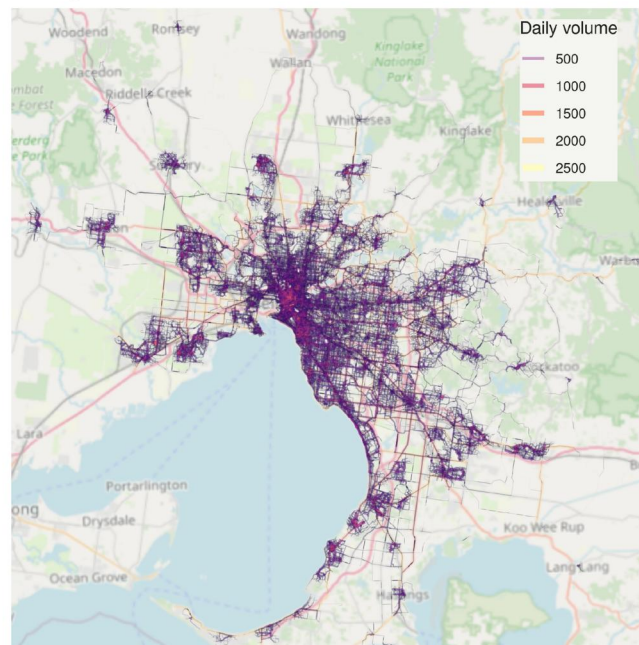 Woodend
Romsey
Wandong
Kinglake
National
Park
Daily volume
Wallan
500
Macedon
Riddells Creek
1000
1500
Whittlesea
2000
Kinglake
2500
Healesville
Lara
Portarlington
Drysdale
Koo Wee Rup
Ocean Grove
Lang Lang